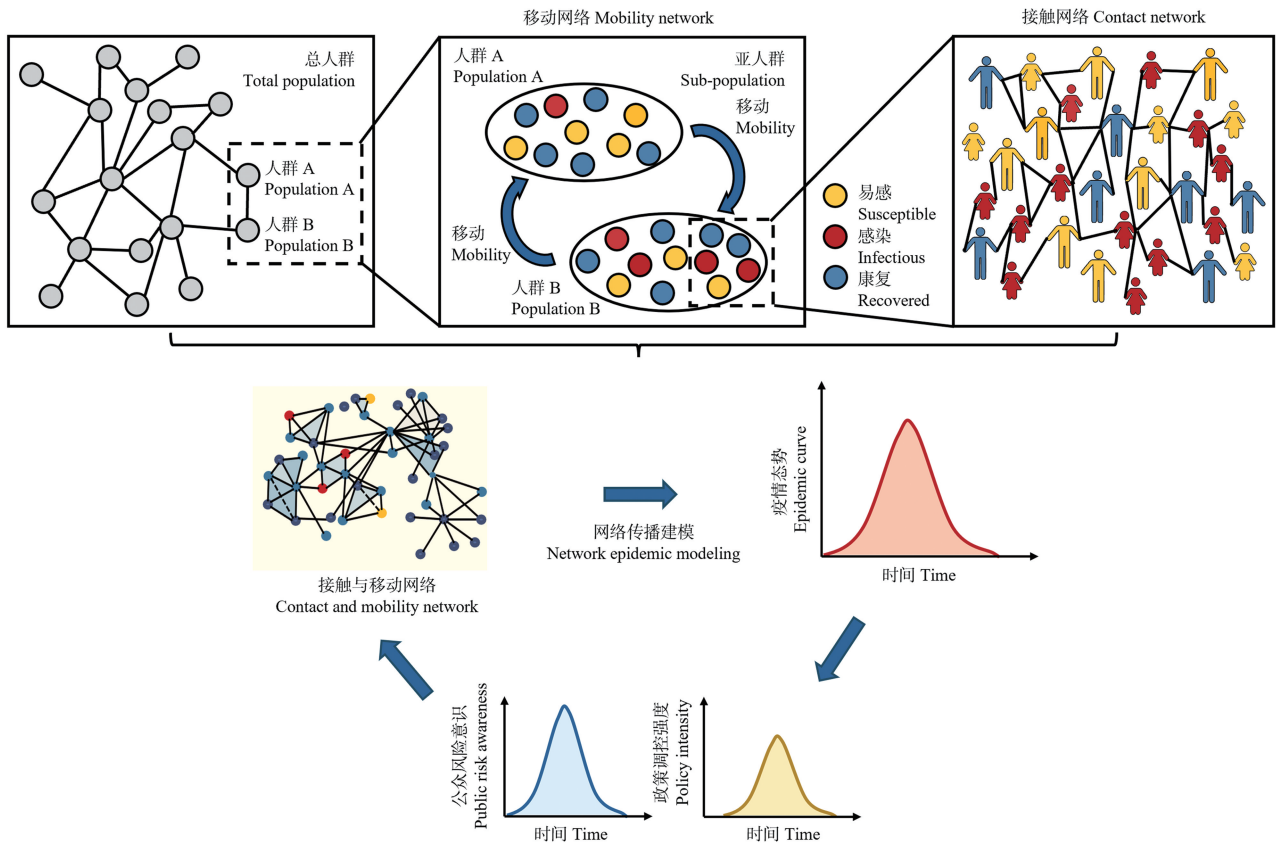 移动网络 Mobility network
接触网络 Contact network
总人群
Total population
人群 A
Population A
人群 B
Population B
人群 A
Population A
亚人群
Sub-population
移动
Mobility
移动
Mobility
人群 B
Population B
易感
Susceptible
感染
Infectious
康复
Recovered
接触与移动网络
Contact and mobility network
网络传播建模
Network epidemic modeling
疫情态势
Epidemic curve
时间 Time
公众风险意识
Public risk awareness
时间 Time
政策调控强度
Policy intensity
时间 Time